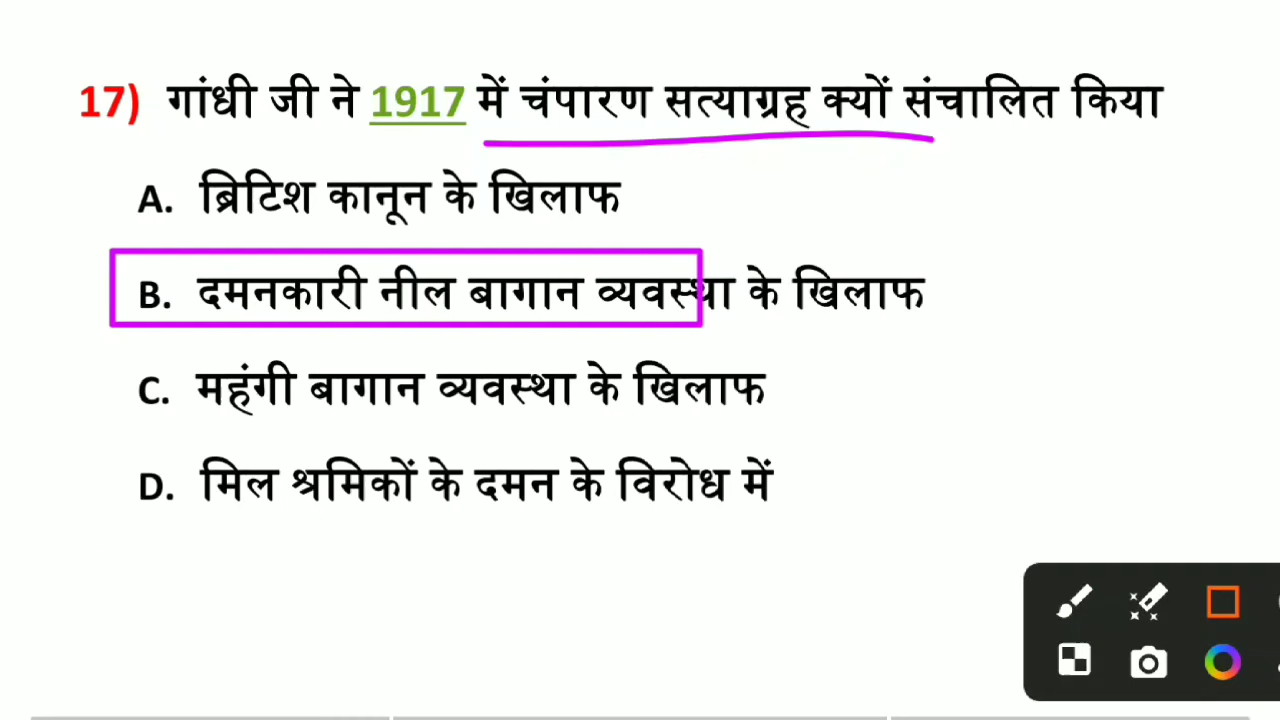 17) गांधी जी ने 1917 में चंपारण सत्याग्रह क्यों संचालित किया
A. ब्रिटिश कानून के खिलाफ
B. दमनकारी नील बागान व्यवस्था के खिलाफ
C. महंगी बागान व्यवस्था के खिलाफ
D. मिल श्रमिकों के दमन के विरोध में